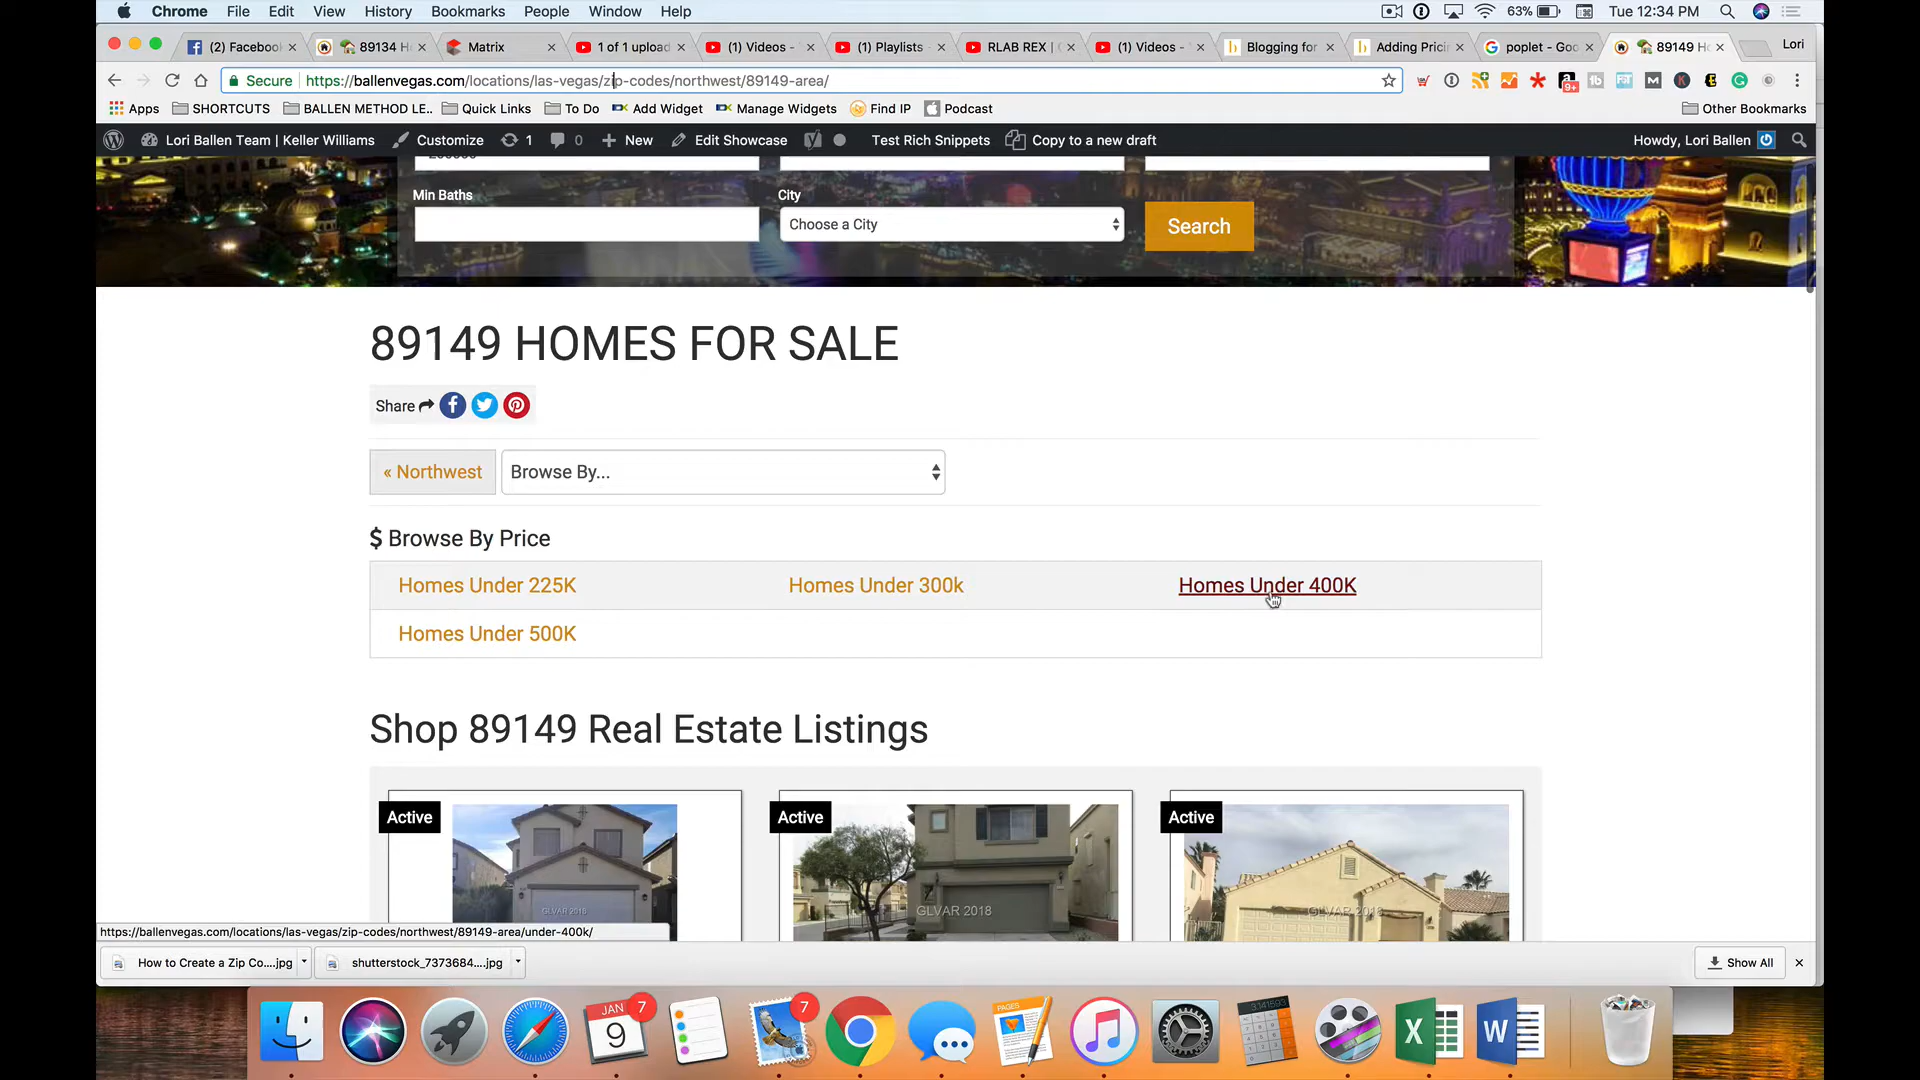 Chrome File Edit View History Bookmarks People Window Help 63% Tue 12:34 PM
(2) Faceboo 89134 H Matrix 1 of 1 uploa (1) Videos - (1) Playlists - RLAB REX | (1) Videos - Blogging for Adding Prici poplet - Goo 89149 H Lori
Secure https://ballenvegas.com/locations/las-vegas/zip-codes/northwest/89149-area/
Apps SHORTCUTS BALLEN METHOD LE.. Quick Links To Do Add Widget Manage Widgets Find IP Podcast Other Bookmarks
Lori Ballen Team | Keller Williams Customize 1 0 New Edit Showcase Test Rich Snippets Copy to a new draft Howdy, Lori Ballen
Min Baths City
Choose a City Search
89149 HOMES FOR SALE
Share
« Northwest Browse By...
$ Browse By Price
Homes Under 225K Homes Under 300k Homes Under 400K
Homes Under 500K
Shop 89149 Real Estate Listings
Active Active Active
GLVAR 2018 GLVAR 2018 GLVAR 2018
https://ballenvegas.com/locations/las-vegas/zip-codes/northwest/89149-area/under-400k/
How to Create a Zip Co....jpg shutterstock_7373684....jpg Show All
JAN 7 7
9 PAGES